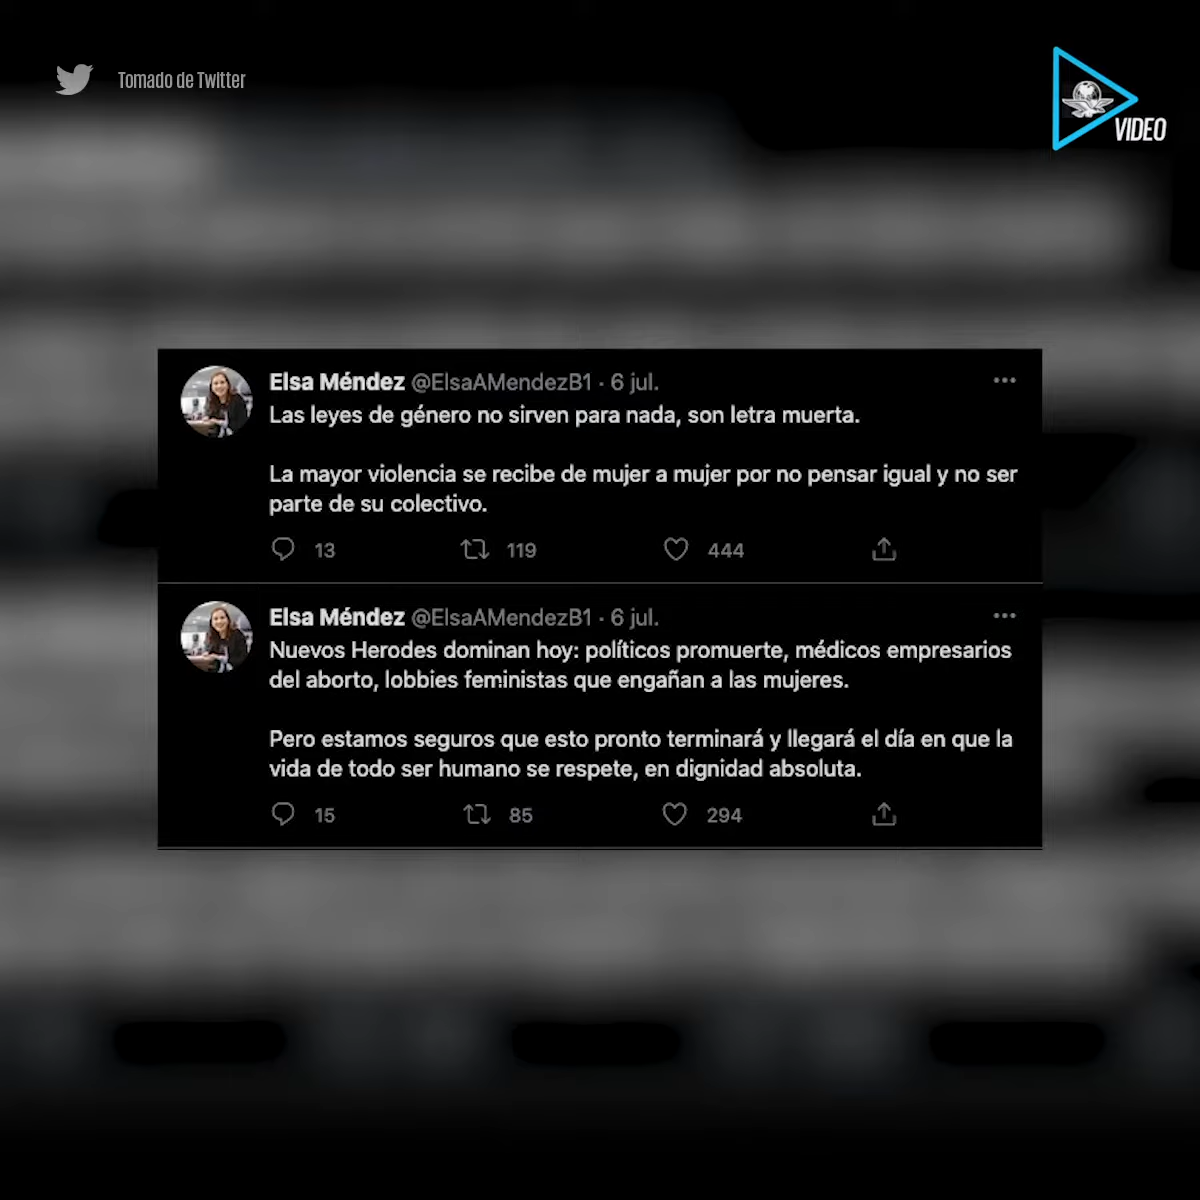 Tomado de Twitter
VIDEO
Elsa Méndez @ElsaAMendezB1 · 6 jul.
Las leyes de género no sirven para nada, son letra muerta.
La mayor violencia se recibe de mujer a mujer por no pensar igual y no ser
parte de su colectivo.
13 119 444
Elsa Méndez @ElsaAMendezB1 · 6 jul.
Nuevos Herodes dominan hoy: políticos promuerte, médicos empresarios
del aborto, lobbies feministas que engañan a las mujeres.
Pero estamos seguros que esto pronto terminará y llegará el día en que la
vida de todo ser humano se respete, en dignidad absoluta.
15 85 294